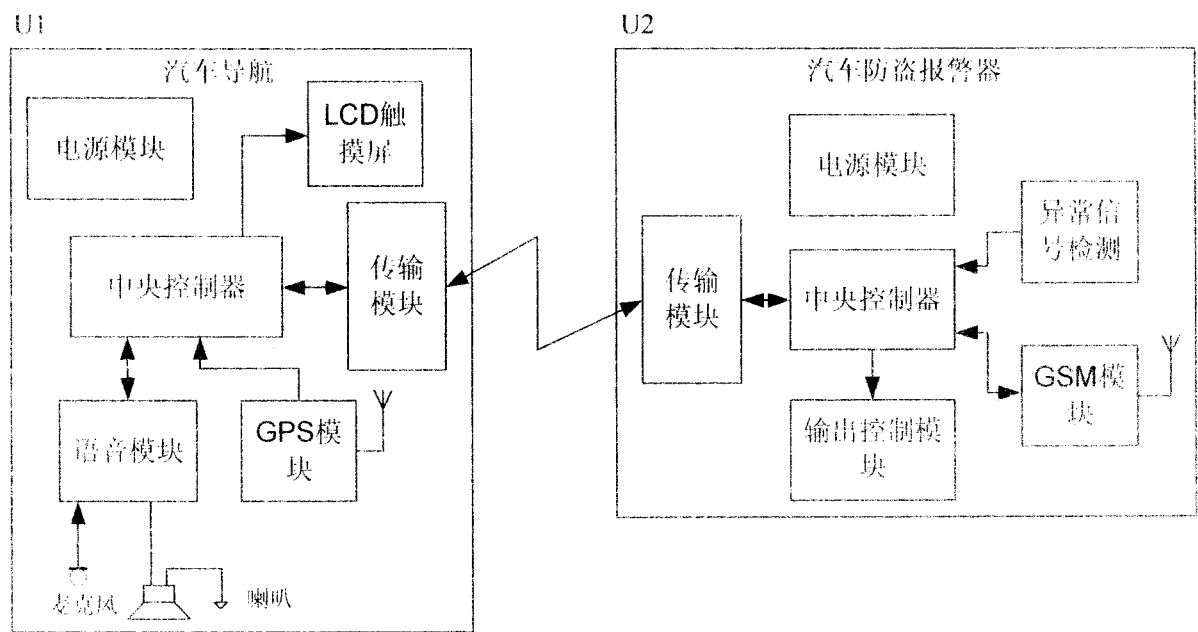 U1
汽车导航
电源模块
LCD触
摸屏
中央控制器
传输
模块
语音模块
GPS模
块
麦克风
喇叭
U2
汽车防盗报警器
电源模块
异常信
号检测
传输
模块
中央控制器
GSM模
块
输出控制模
块